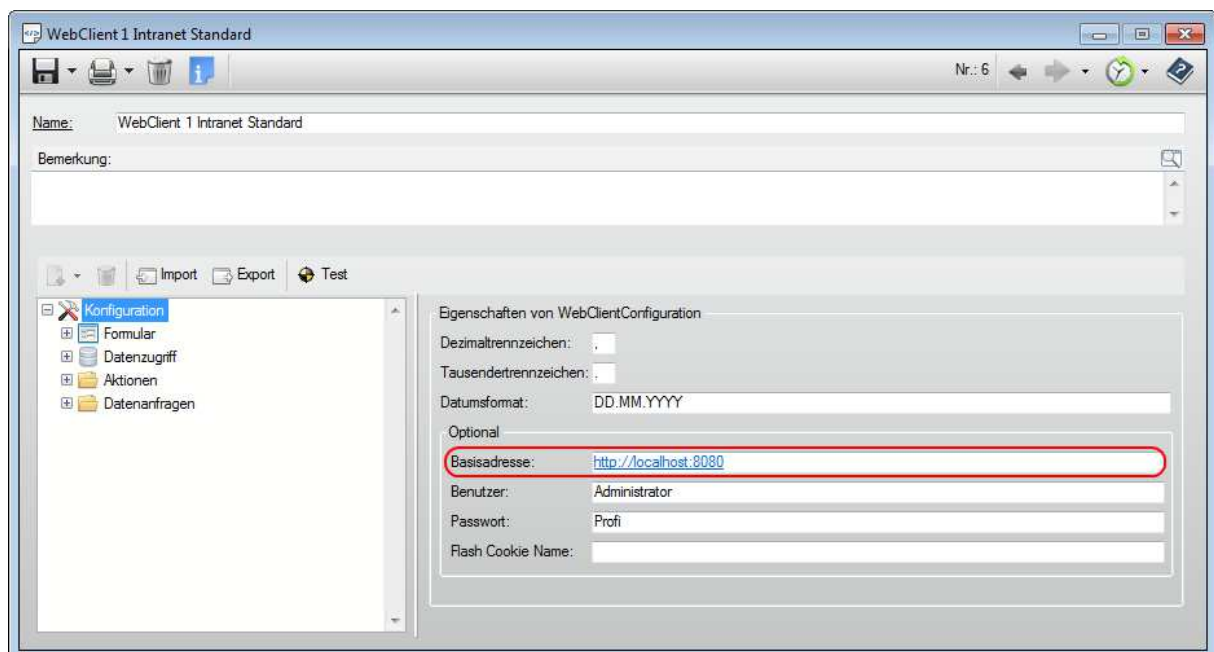 WebClient 1 Intranet Standard
Nr.: 6
Name: WebClient 1 Intranet Standard
Bemerkung:
Import Export Test
Konfiguration
Formular
Datenzugriff
Aktionen
Datenanfragen
Eigenschaften von WebClientConfiguration
Dezimaltrennzeichen: ,
Tausendertrennzeichen: .
Datumsformat: DD.MM.YYYY
Optional
Basisadresse: http://localhost:8080
Benutzer: Administrator
Passwort: Profi
Flash Cookie Name: